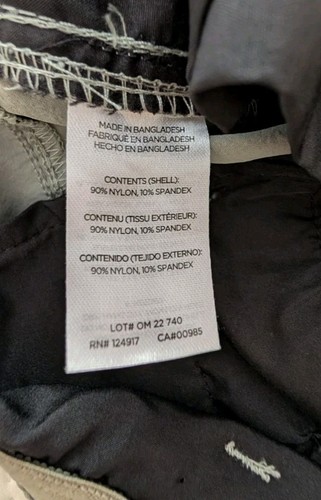 MADE IN BANGLADESH
FABRIQUÉ EN BANGLADESH
HECHO EN BANGLADESH
CONTENTS (SHELL):
90% NYLON, 10% SPANDEX
CONTENU (TISSU EXTÉRIEUR):
90% NYLON, 10% SPANDEX
CONTENIDO (TEJIDO EXTERNO):
90% NYLON, 10% SPANDEX
LOT# OM 22 740
RN# 124917 CA#00985